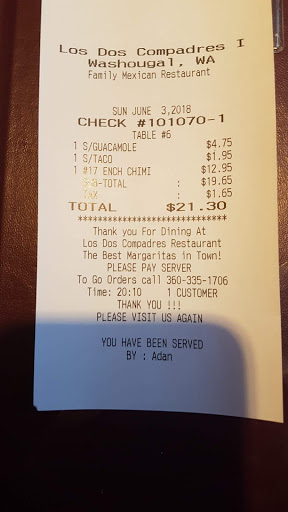 Los Dos Compadres I
Washougal, WA
Family Mexican Restaurant
SUN JUNE 3,2018
CHECK #101070-1
TABLE #6
1 S/GUACAMOLE $4.75
1 S/TACO $1.95
1 #17 ENCH CHIMI $12.95
SUB-TOTAL : $19.65
TAX : $1.65
TOTAL $21.30
*****************************
Thank you For Dining At
Los Dos Compadres Restaurant
The Best Margaritas in Town!
PLEASE PAY SERVER
To Go Orders call 360-335-1706
Time: 20:10 1 CUSTOMER
THANK YOU !!!
PLEASE VISIT US AGAIN
YOU HAVE BEEN SERVED
BY : Adan